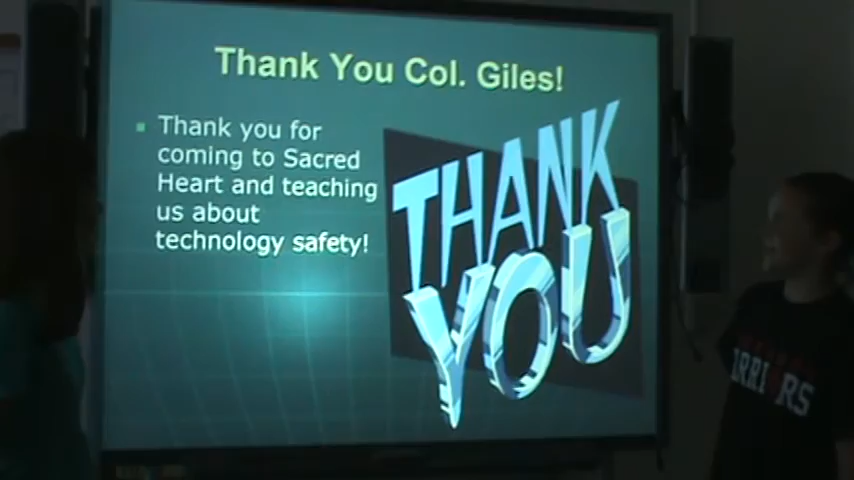 Thank You Col. Giles!
Thank you for
coming to Sacred
Heart and teaching
us about
technology safety!
THANK
YOU